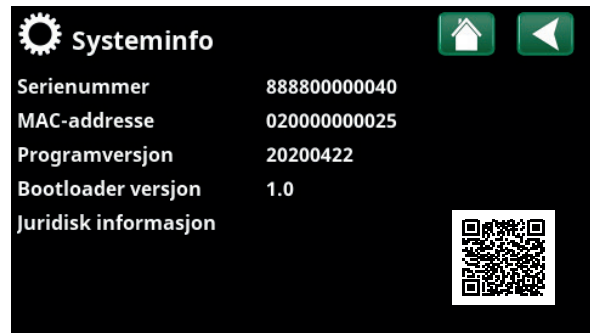 Systeminfo
Serienummer 888800000040
MAC-addresse 020000000025
Programversjon 20200422
Bootloader versjon 1.0
Juridisk informasjon